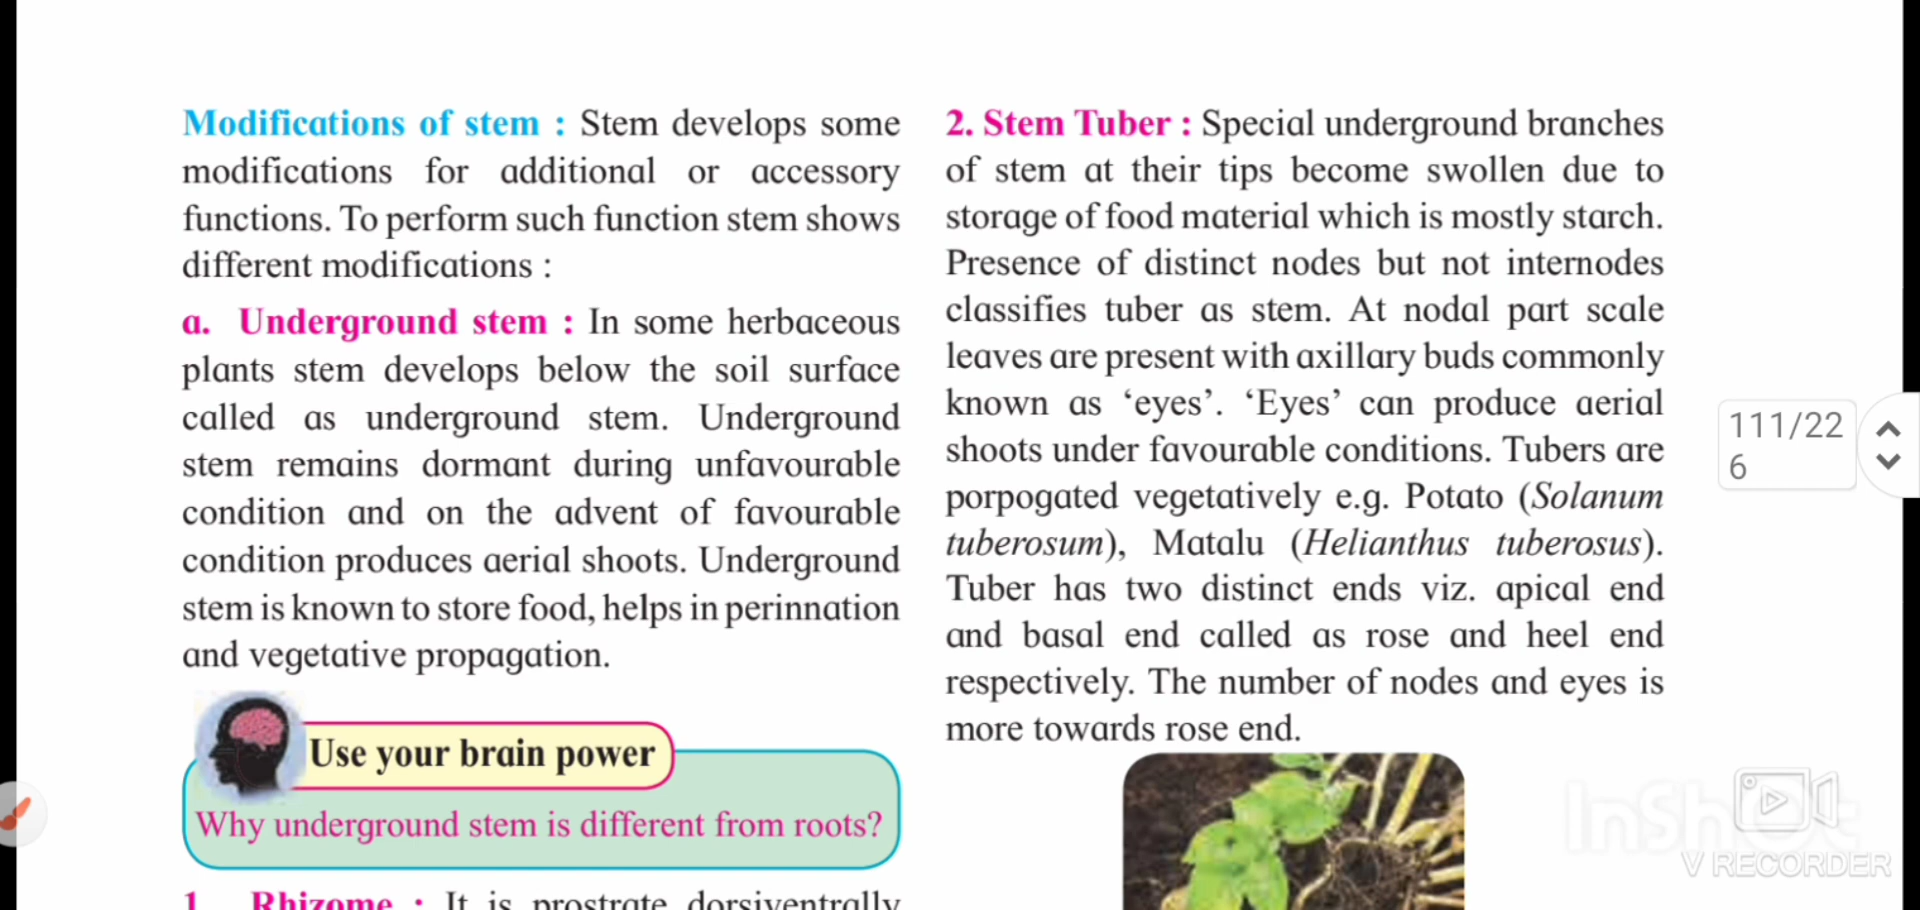 Modifications of stem : Stem develops some
modifications for additional or accessory
functions. To perform such function stem shows
different modifications :
a. Underground stem : In some herbaceous
plants stem develops below the soil surface
called as underground stem. Underground
stem remains dormant during unfavourable
condition and on the advent of favourable
condition produces aerial shoots. Underground
stem is known to store food, helps in perinnation
and vegetative propagation.
Use your brain power
Why underground stem is different from roots?
1. Rhizome : It is prostrate dorsiventrally
2. Stem Tuber : Special underground branches
of stem at their tips become swollen due to
storage of food material which is mostly starch.
Presence of distinct nodes but not internodes
classifies tuber as stem. At nodal part scale
leaves are present with axillary buds commonly
known as ‘eyes’. ‘Eyes’ can produce aerial
shoots under favourable conditions. Tubers are
porpogated vegetatively e.g. Potato (Solanum
tuberosum), Matalu (Helianthus tuberosus).
Tuber has two distinct ends viz. apical end
and basal end called as rose and heel end
respectively. The number of nodes and eyes is
more towards rose end.
111/22
6
InShot
V RECORDER